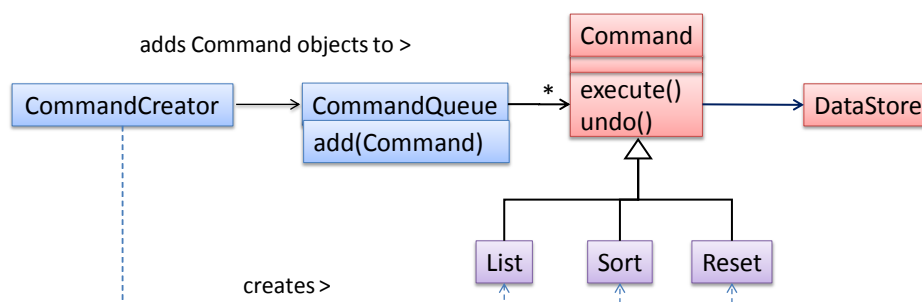 adds Command objects to >
Command
CommandCreator
CommandQueue
*
execute()
undo()
DataStore
add(Command)
List
Sort
Reset
creates >